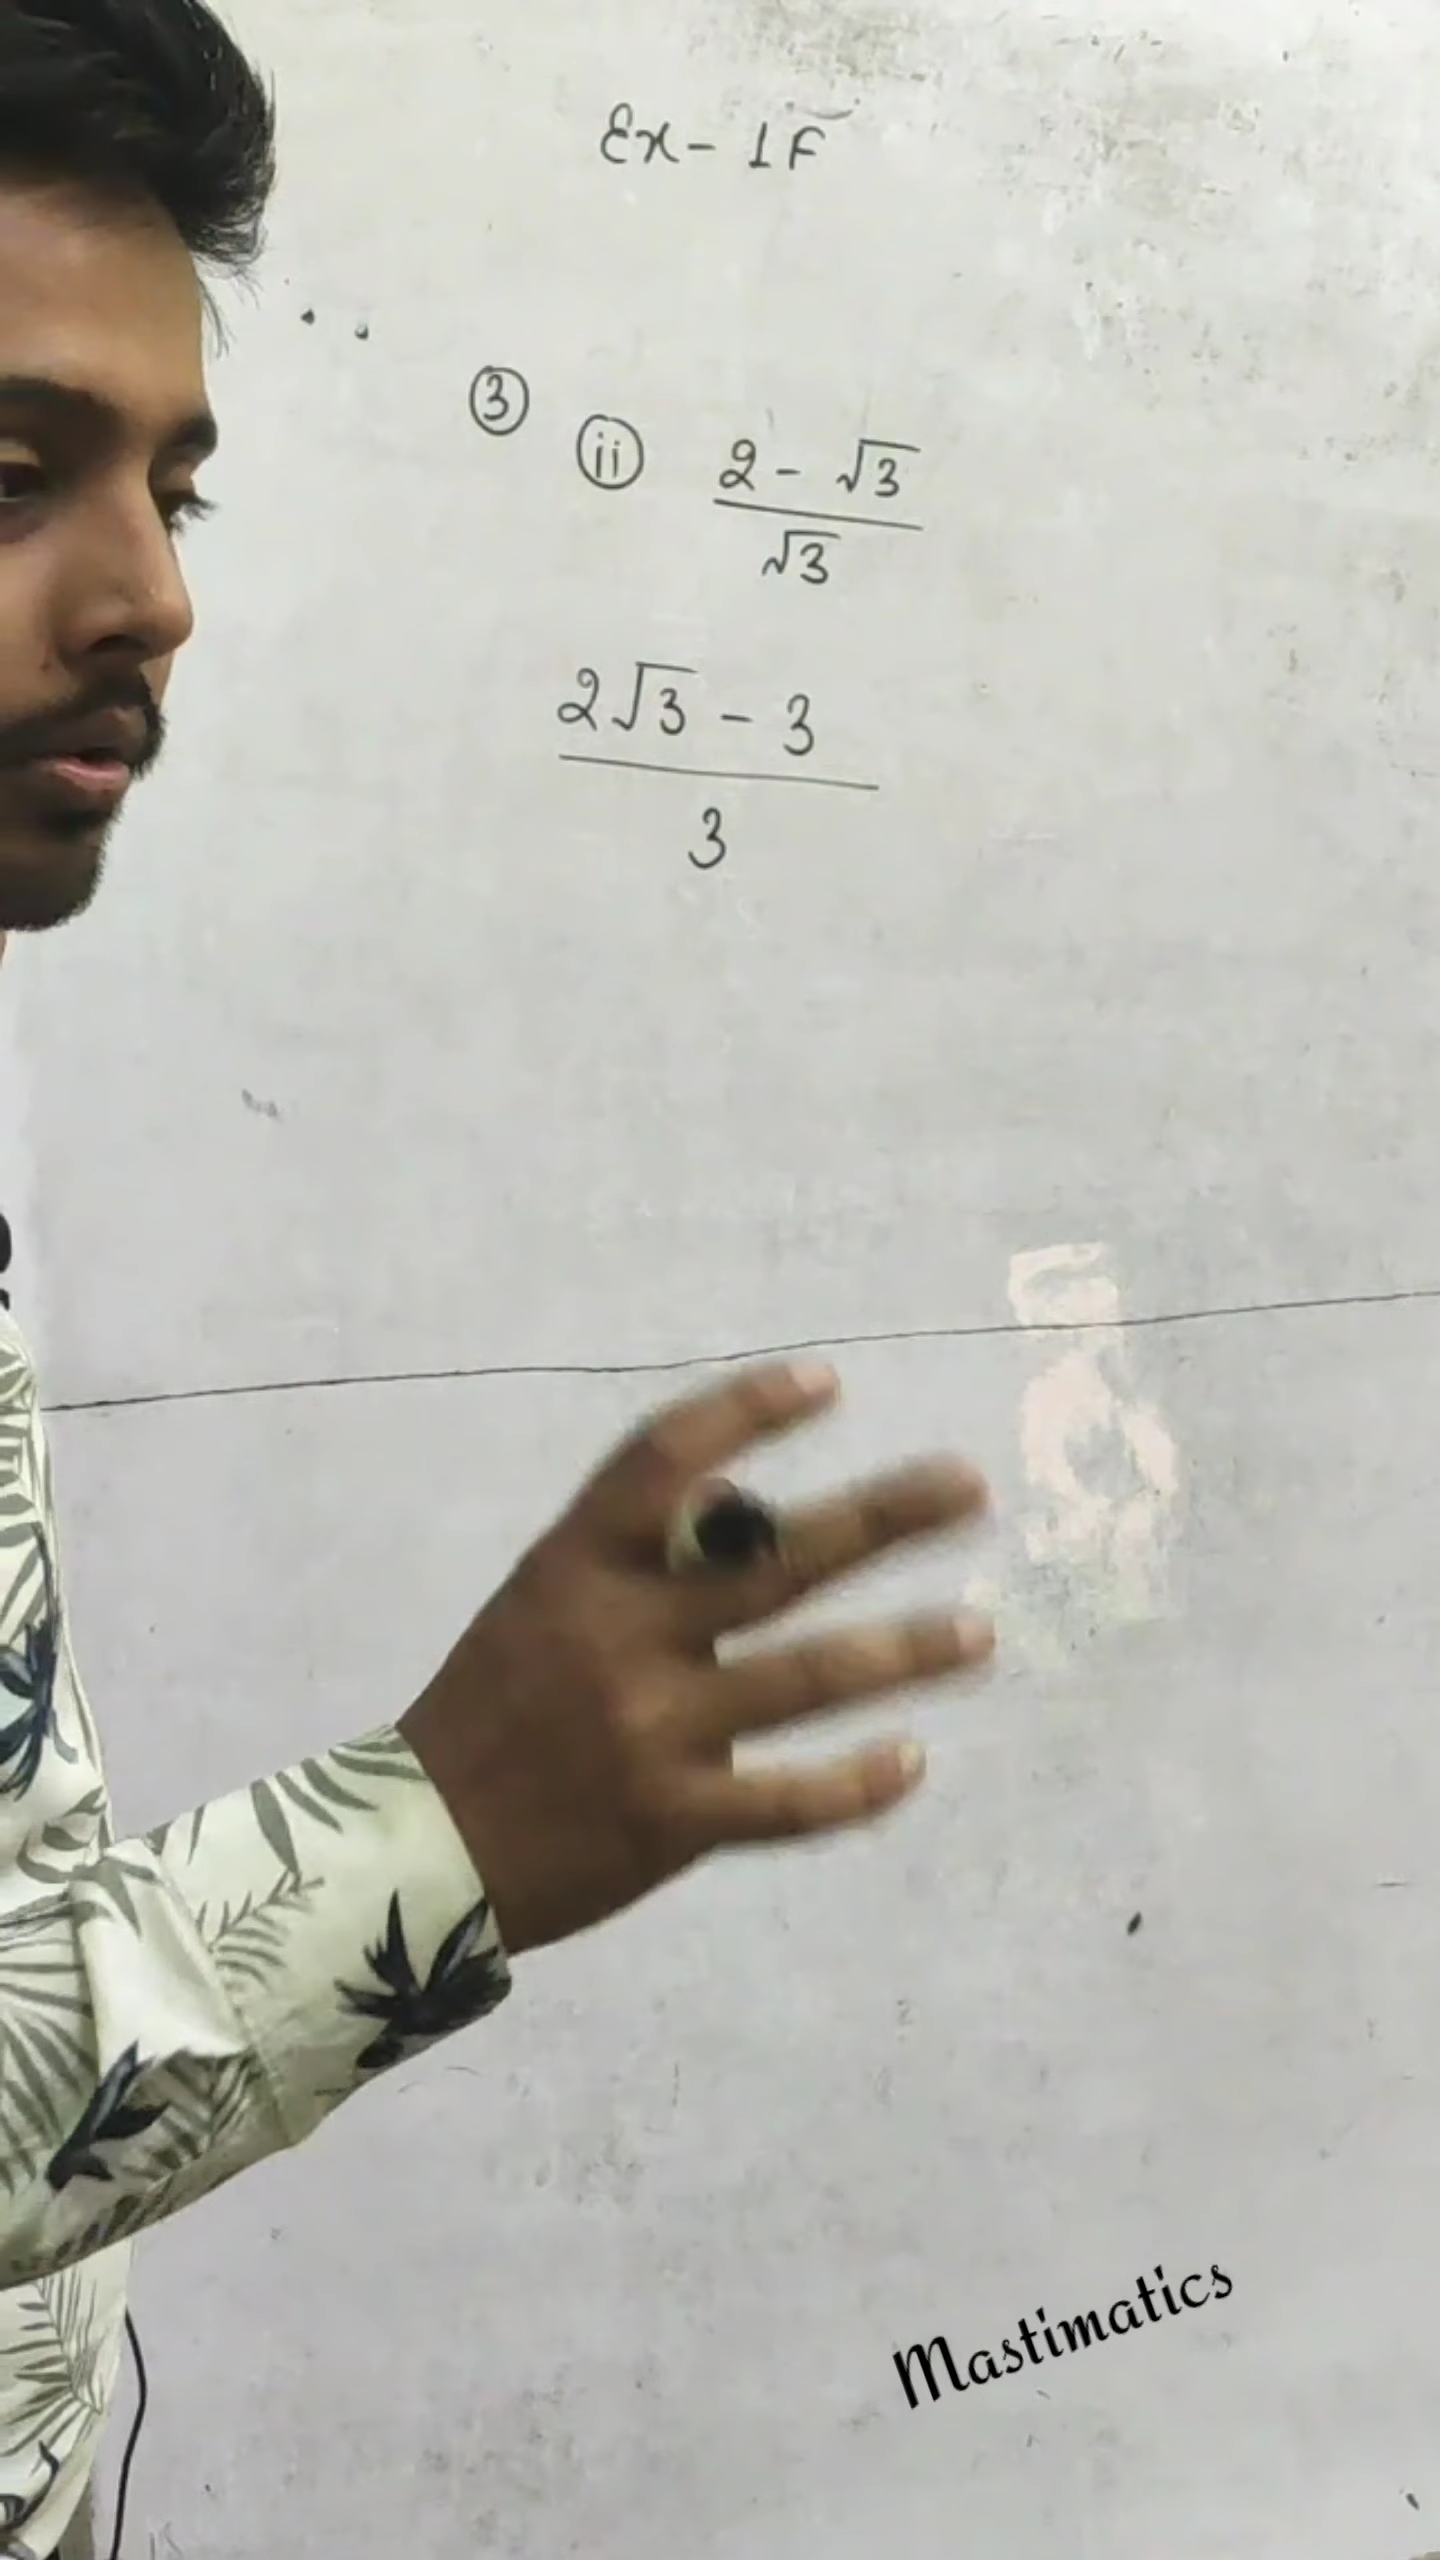 Ex - 1F
③
ⓘⓘ 2 - √3
√3
2√3 - 3
3
Mastimatics